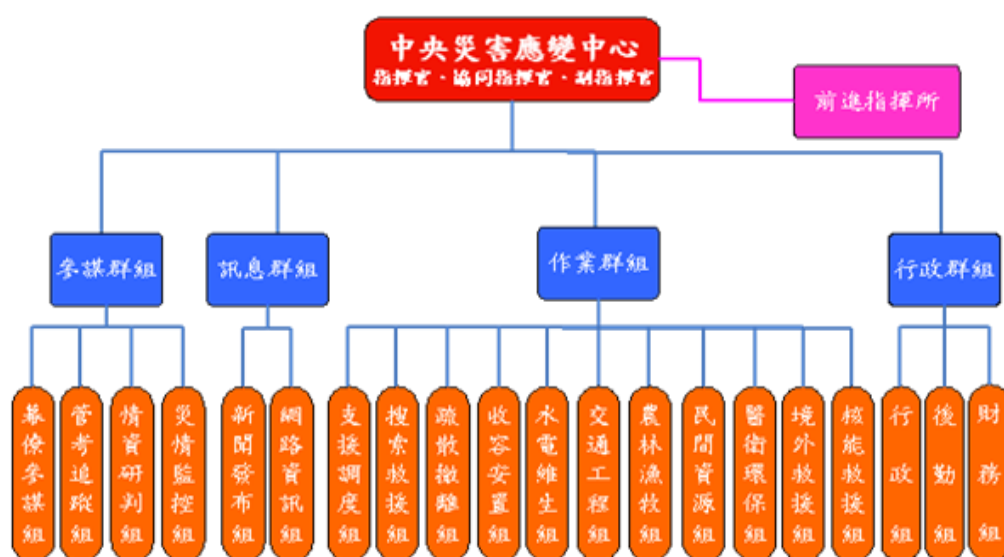 中央災害應變中心
指揮官、協同指揮官、副指揮官
前進指揮所
參謀群組
訊息群組
作業群組
行政群組
幕僚參謀組
管考追蹤組
情資研判組
災情監控組
新聞發布組
網路資訊組
支援調度組
搜索救援組
疏散撤離組
收容安置組
水電維生組
交通工程組
農林漁牧組
民間資源組
醫衛環保組
境外救援組
核能救援組
行政組
後勤組
財務組